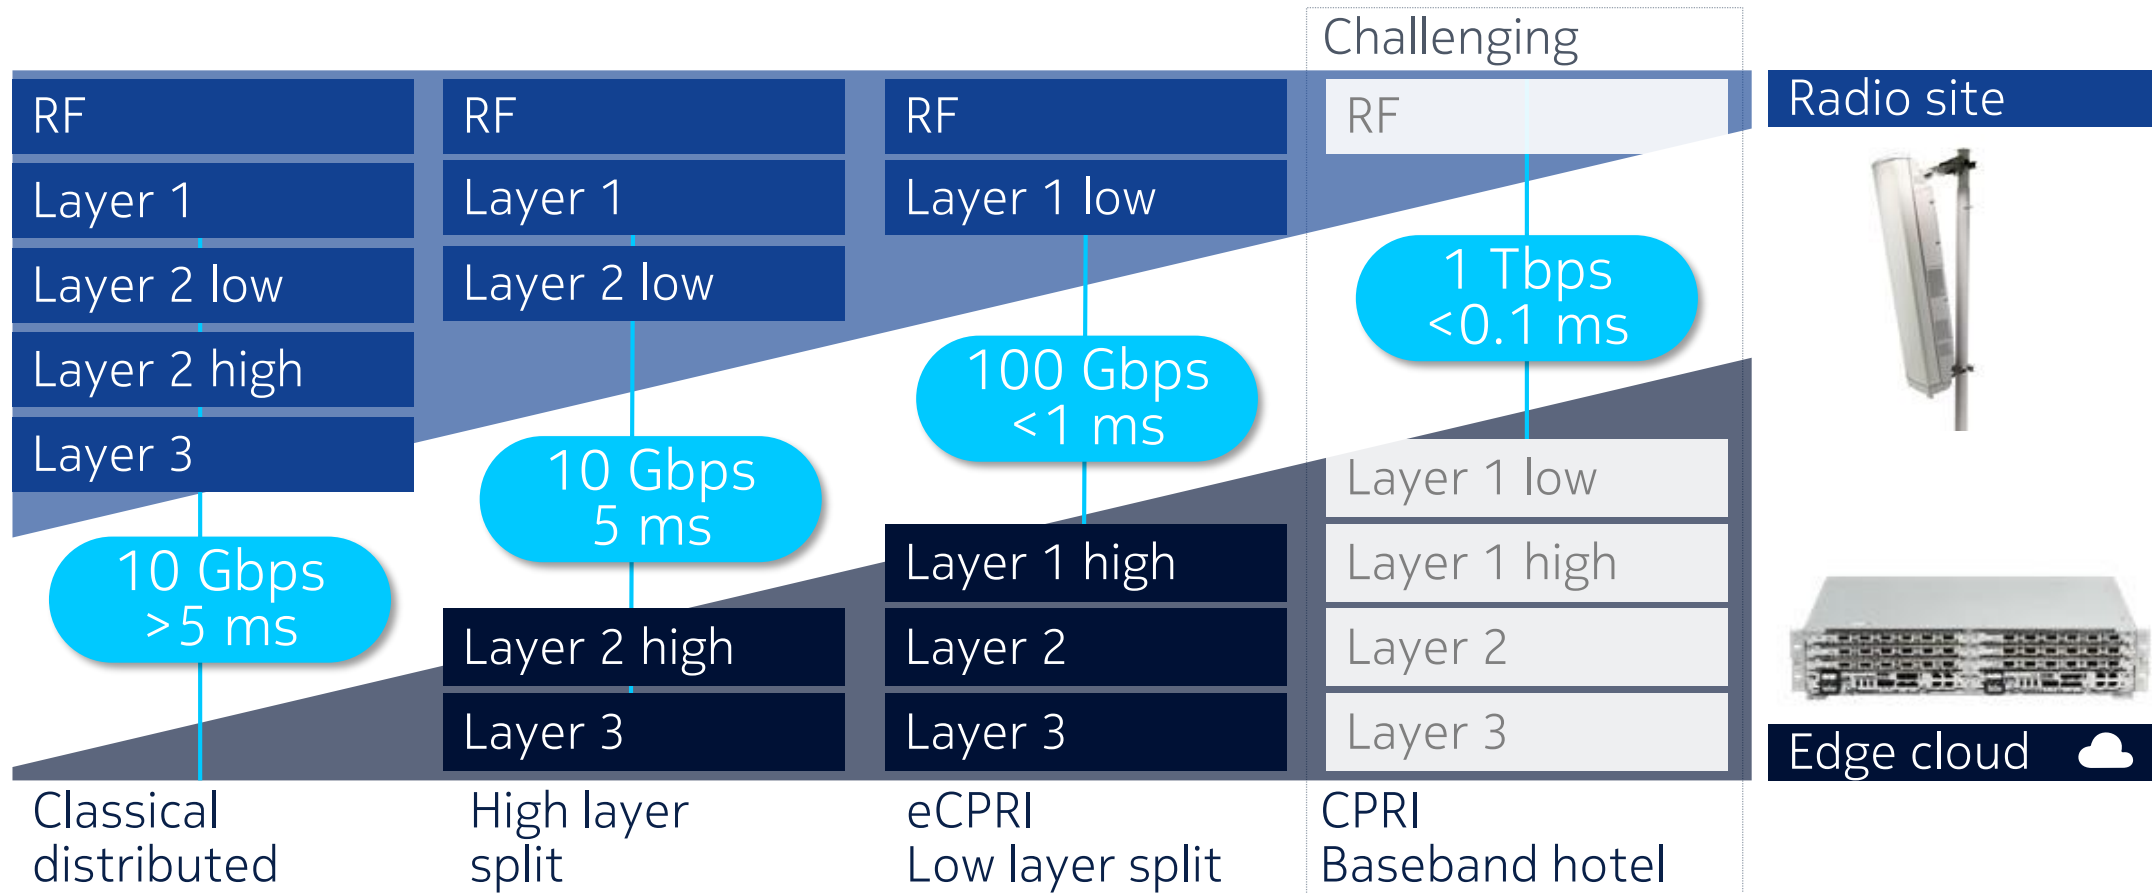 Challenging
RF
Layer 1
Layer 2 low
Layer 2 high
Layer 3
10 Gbps
>5 ms
Classical
distributed
RF
Layer 1
Layer 2 low
10 Gbps
5 ms
Layer 2 high
Layer 3
High layer
split
RF
Layer 1 low
100 Gbps
<1 ms
Layer 1 high
Layer 2
Layer 3
eCPRI
Low layer split
RF
1 Tbps
<0.1 ms
Layer 1 low
Layer 1 high
Layer 2
Layer 3
CPRI
Baseband hotel
Radio site
Edge cloud